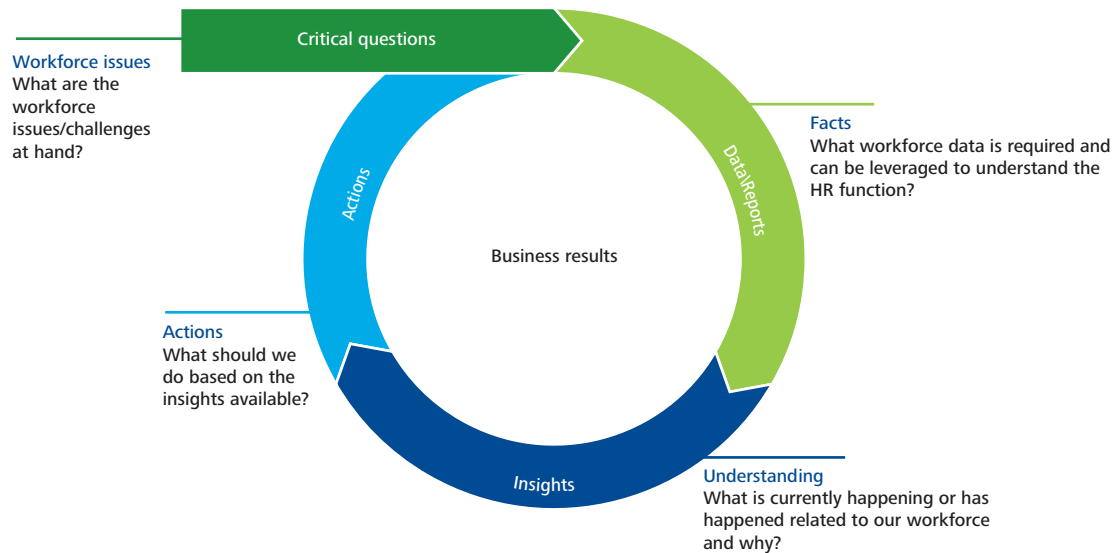 Critical questions
Workforce issues
What are the
workforce
issues/challenges
at hand?
Facts
What workforce data is required and
can be leveraged to understand the
HR function?
Data\Reports
Actions
Business results
Actions
What should we
do based on the
insights available?
Insights
Understanding
What is currently happening or has
happened related to our workforce
and why?